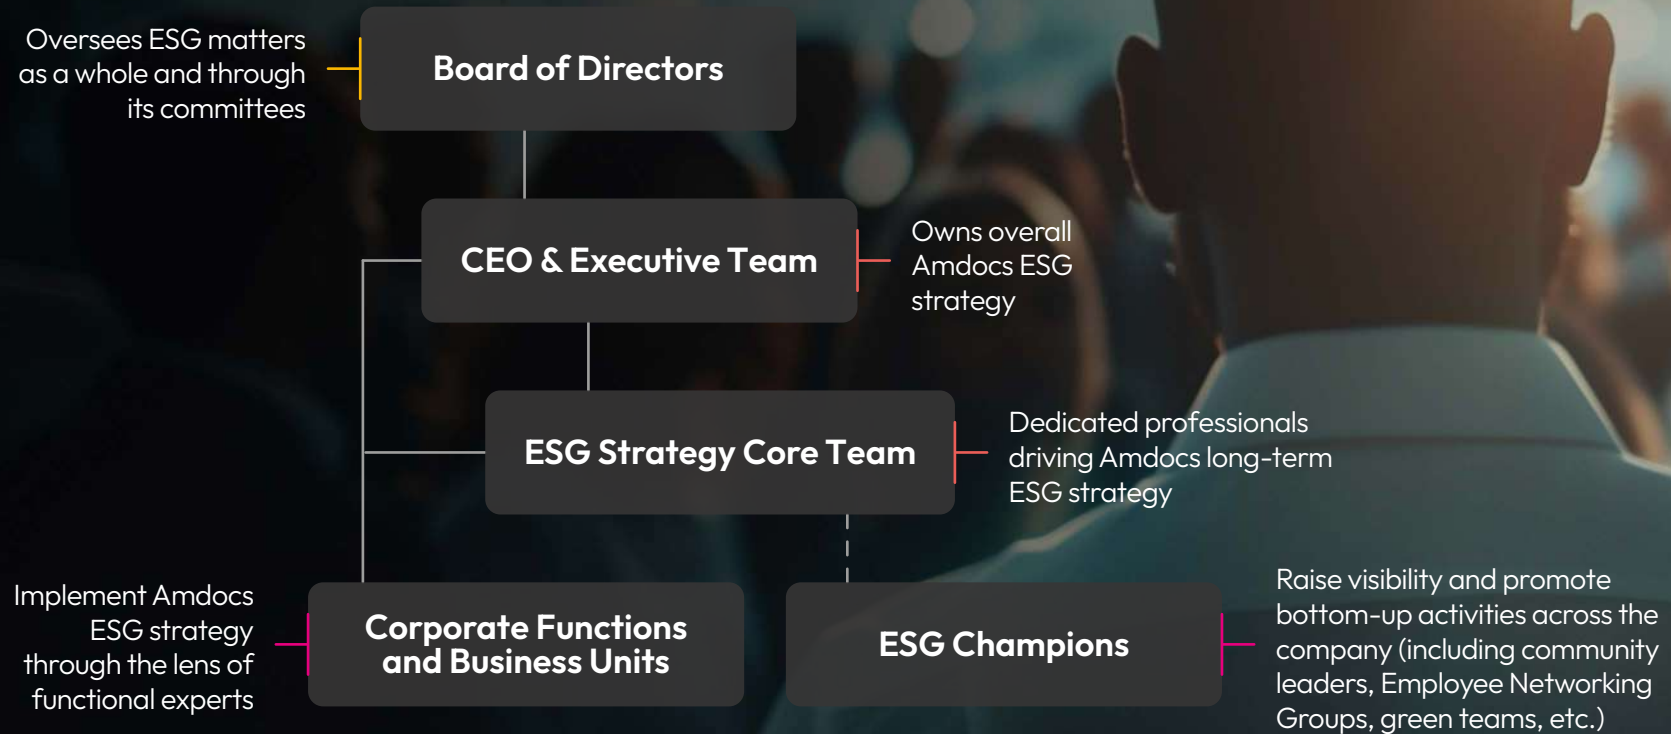 Oversees ESG matters
as a whole and through
its committees
Board of Directors
CEO & Executive Team
Owns overall
Amdocs ESG
strategy
ESG Strategy Core Team
Dedicated professionals
driving Amdocs long-term
ESG strategy
Implement Amdocs
ESG strategy
through the lens of
functional experts
Corporate Functions
and Business Units
ESG Champions
Raise visibility and promote
bottom-up activities across the
company (including community
leaders, Employee Networking
Groups, green teams, etc.)